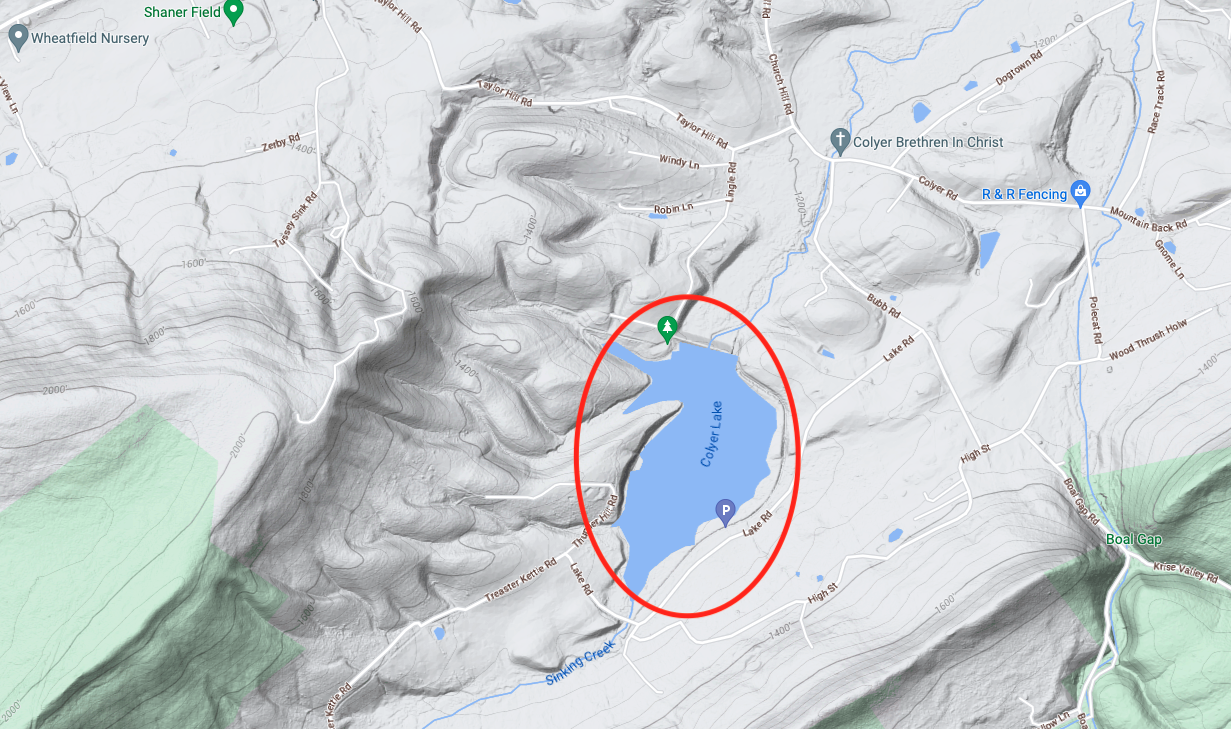 Taylor Hill Rd
Shaner Field
Wheatfield Nursery
View Ln
Zerby Rd
1400'
Tussey Sink Rd
1600'
1600'
1600'
1600'
1800'
2000'
2000'
2000'
Taylor Hill Rd
Taylor Hill Rd
Windy Ln
Robin Ln
Lingle Rd
1400'
1400'
Church Hill Rd
Colyer Brethren In Christ
1200'
1200'
Dogtown Rd
Race Track Rd
Colyer Rd
R & R Fencing
Mountain Back Rd
Gnome Ln
Polecat Rd
Wood Thrush Holw
1400'
Bubb Rd
Lake Rd
Colyer Lake
P
Lake Rd
Thunder Hill Rd
Treaster Kettle Rd
Lake Rd
Sinking Creek
High St
High St
1400'
1600'
1600'
Boal Gap Rd
Boal Gap
Krise Valley Rd
er Kettle Rd
llow Ln
Boa